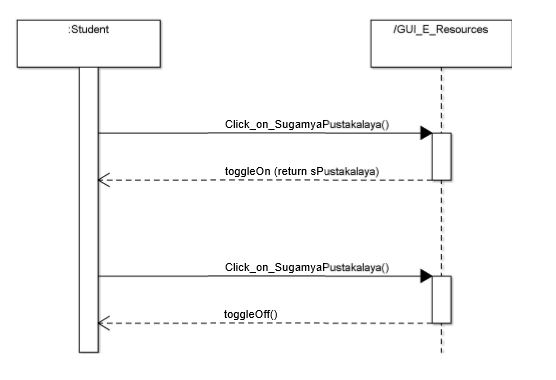 :Student
/GUI_E_Resources
Click_on_SugamyaPustakalaya()
toggleOn (return sPustakalaya)
Click_on_SugamyaPustakalaya()
toggleOff()